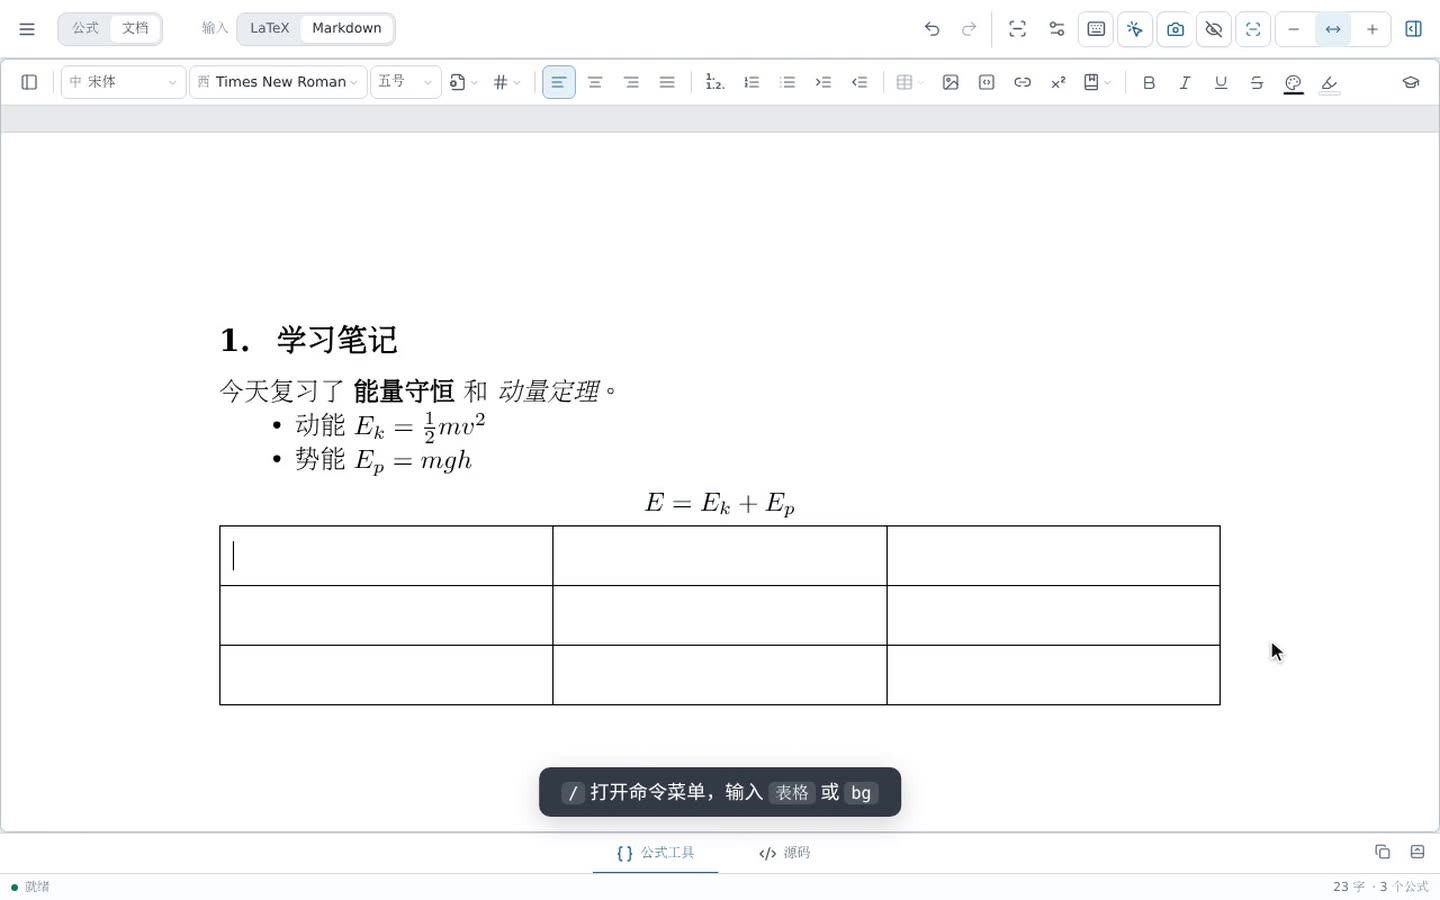 公式 文档 输入 LaTeX Markdown
中 宋体 西 Times New Roman 五号
1. 学习笔记
今天复习了 能量守恒 和 动量定理。
• 动能 $E_k = \frac{1}{2}mv^2$
• 势能 $E_p = mgh$
$E = E_k + E_p$
/ 打开命令菜单，输入 表格 或 bg
{} 公式工具 </> 源码
就绪 23 字 · 3 个公式